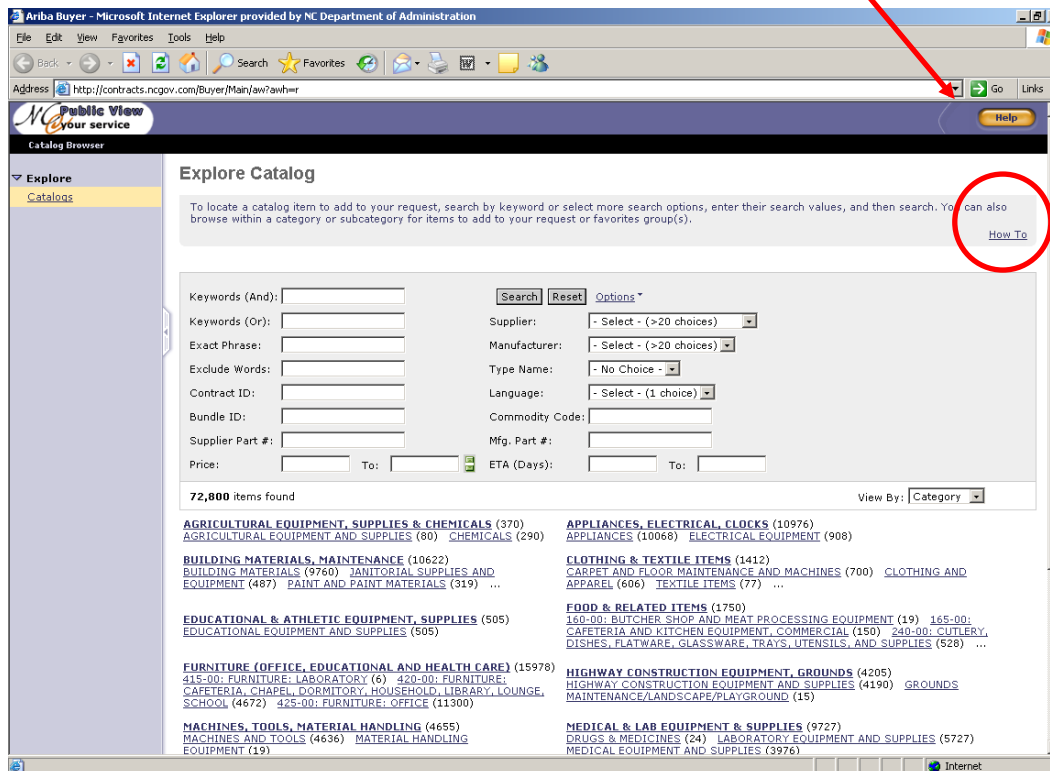 Ariba Buyer - Microsoft Internet Explorer provided by NC Department of Administration
File Edit View Favorites Tools Help
Back Search Favorites
Address http://contracts.ncgov.com/Buyer/Main/aw?awh=r Go Links
NC Public View
@your service
Help
Catalog Browser
Explore
Catalogs
Explore Catalog
To locate a catalog item to add to your request, search by keyword or select more search options, enter their search values, and then search. You can also
browse within a category or subcategory for items to add to your request or favorites group(s).
How To
Keywords (And): Search Reset Options
Keywords (Or): Supplier: - Select - (>20 choices)
Exact Phrase: Manufacturer: - Select - (>20 choices)
Exclude Words: Type Name: - No Choice -
Contract ID: Language: - Select - (1 choice)
Bundle ID: Commodity Code:
Supplier Part #: Mfg. Part #:
Price: To: ETA (Days): To:
72,800 items found View By: Category
AGRICULTURAL EQUIPMENT, SUPPLIES & CHEMICALS (370)
AGRICULTURAL EQUIPMENT AND SUPPLIES (80) CHEMICALS (290)
APPLIANCES, ELECTRICAL, CLOCKS (10976)
APPLIANCES (10068) ELECTRICAL EQUIPMENT (908)
BUILDING MATERIALS, MAINTENANCE (10622)
BUILDING MATERIALS (9760) JANITORIAL SUPPLIES AND
EQUIPMENT (487) PAINT AND PAINT MATERIALS (319) ...
CLOTHING & TEXTILE ITEMS (1412)
CARPET AND FLOOR MAINTENANCE AND MACHINES (700) CLOTHING AND
APPAREL (606) TEXTILE ITEMS (77) ...
EDUCATIONAL & ATHLETIC EQUIPMENT, SUPPLIES (505)
EDUCATIONAL EQUIPMENT AND SUPPLIES (505)
FOOD & RELATED ITEMS (1750)
160-00: BUTCHER SHOP AND MEAT PROCESSING EQUIPMENT (19) 165-00:
CAFETERIA AND KITCHEN EQUIPMENT, COMMERCIAL (150) 240-00: CUTLERY,
DISHES, FLATWARE, GLASSWARE, TRAYS, UTENSILS, AND SUPPLIES (528) ...
FURNITURE (OFFICE, EDUCATIONAL AND HEALTH CARE) (15978)
415-00: FURNITURE: LABORATORY (6) 420-00: FURNITURE:
CAFETERIA, CHAPEL, DORMITORY, HOUSEHOLD, LIBRARY, LOUNGE,
SCHOOL (4672) 425-00: FURNITURE: OFFICE (11300)
HIGHWAY CONSTRUCTION EQUIPMENT, GROUNDS (4205)
HIGHWAY CONSTRUCTION EQUIPMENT AND SUPPLIES (4190) GROUNDS
MAINTENANCE/LANDSCAPE/PLAYGROUND (15)
MACHINES, TOOLS, MATERIAL HANDLING (4655)
MACHINES AND TOOLS (4636) MATERIAL HANDLING
EQUIPMENT (19)
MEDICAL & LAB EQUIPMENT & SUPPLIES (9727)
DRUGS & MEDICINES (24) LABORATORY EQUIPMENT AND SUPPLIES (5727)
MEDICAL EQUIPMENT AND SUPPLIES (3976)
Internet